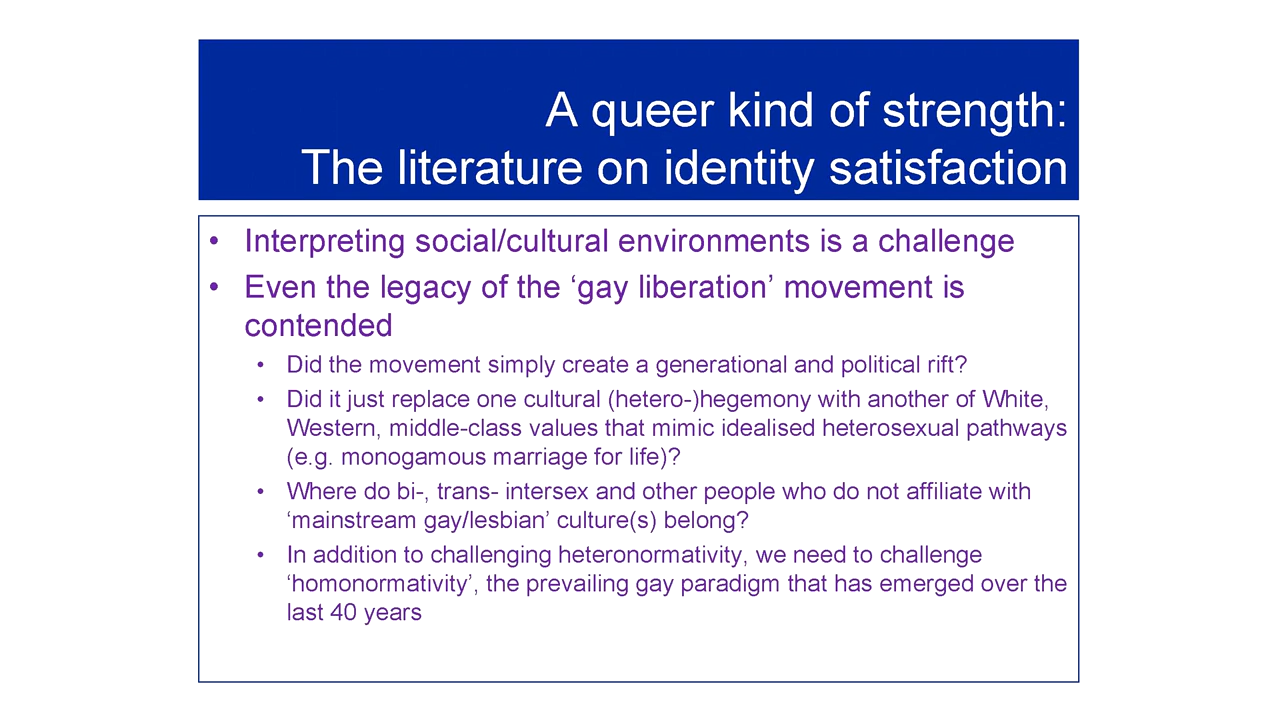 A queer kind of strength:
The literature on identity satisfaction
• Interpreting social/cultural environments is a challenge
• Even the legacy of the ‘gay liberation’ movement is
contended
• Did the movement simply create a generational and political rift?
• Did it just replace one cultural (hetero-)hegemony with another of White,
Western, middle-class values that mimic idealised heterosexual pathways
(e.g. monogamous marriage for life)?
• Where do bi-, trans- intersex and other people who do not affiliate with
‘mainstream gay/lesbian’ culture(s) belong?
• In addition to challenging heteronormativity, we need to challenge
‘homonormativity’, the prevailing gay paradigm that has emerged over the
last 40 years